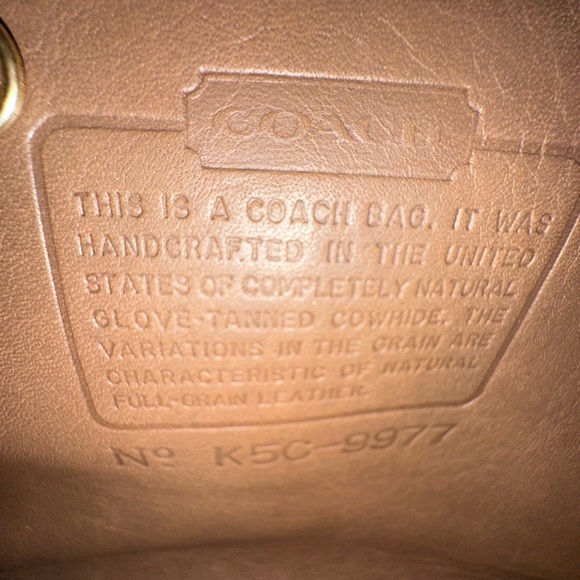 COACH
THIS IS A COACH BAG. IT WAS
HANDCRAFTED IN THE UNITED
STATES OF COMPLETELY NATURAL
GLOVE-TANNED COWHIDE. THE
VARIATIONS IN THE GRAIN ARE
CHARACTERISTIC OF NATURAL
FULL-GRAIN LEATHER.
Nº K5C-9977